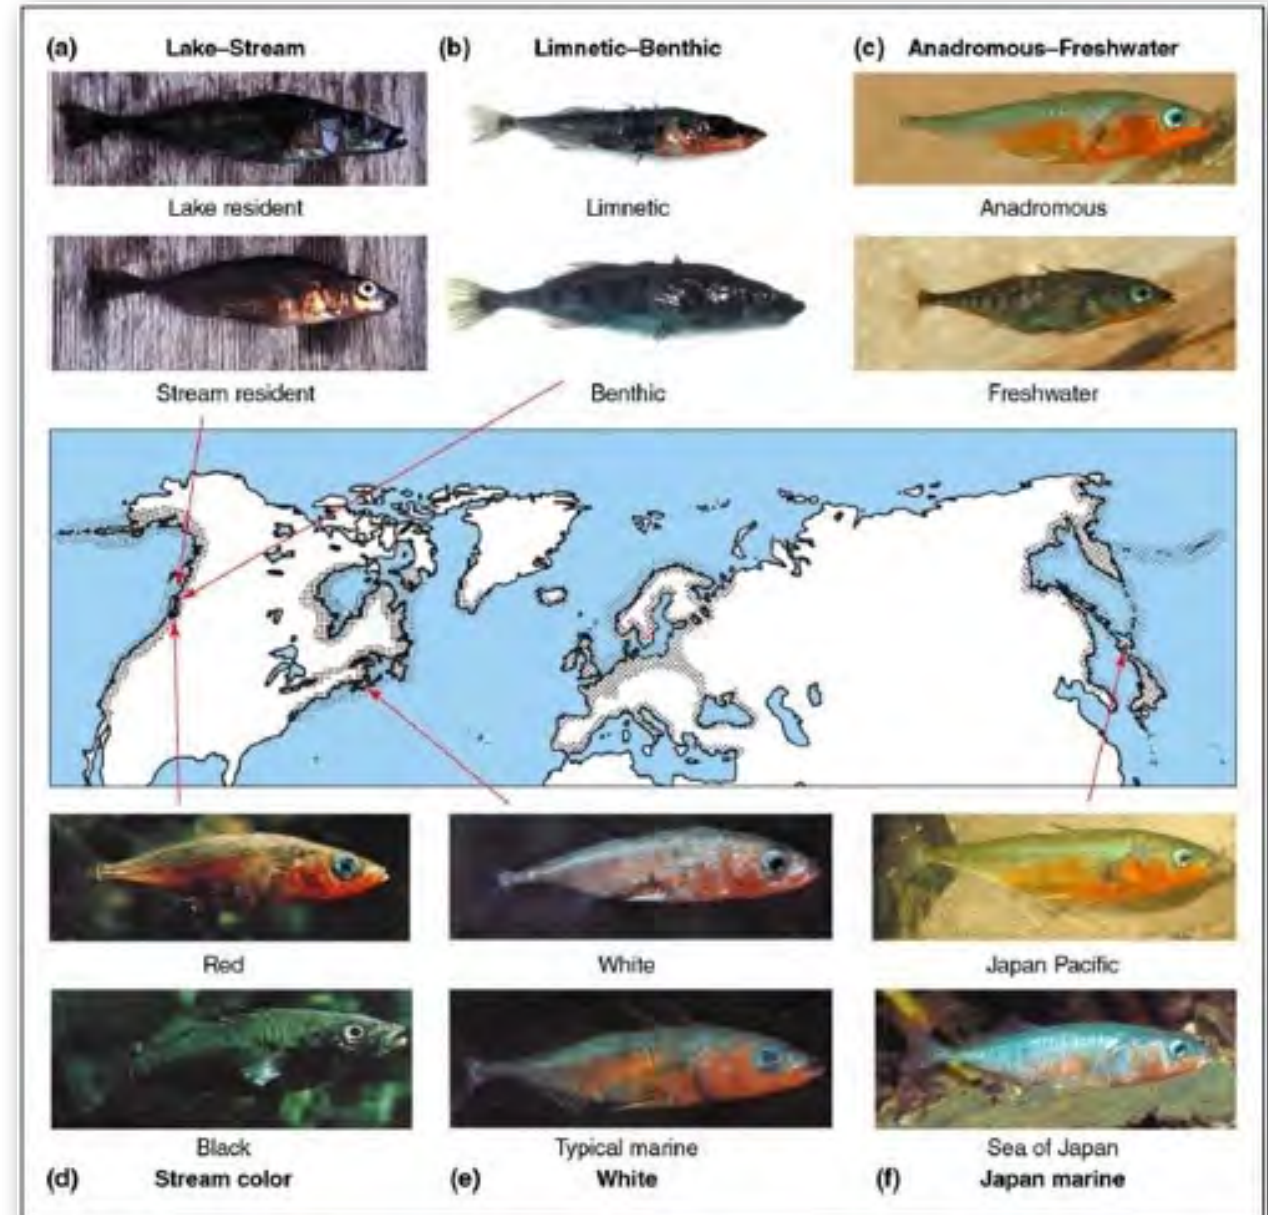 (a) Lake–Stream (b) Limnetic–Benthic (c) Anadromous–Freshwater
Lake resident Limnetic Anadromous
Stream resident Benthic Freshwater
Red White Japan Pacific
Black Typical marine Sea of Japan
(d) Stream color (e) White (f) Japan marine